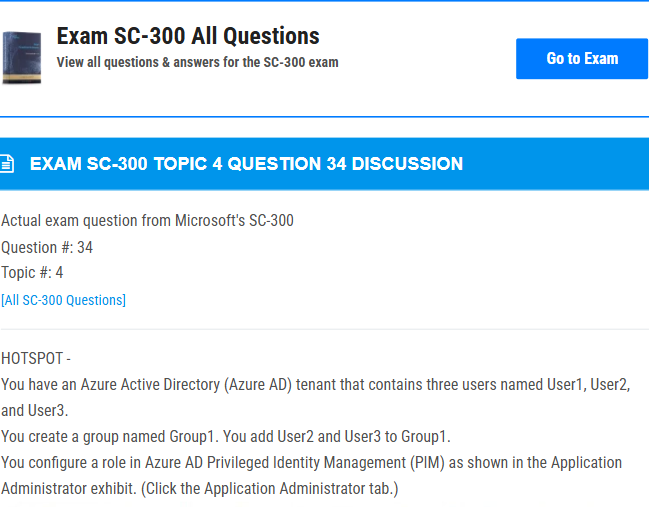 Exam SC-300 All Questions
View all questions & answers for the SC-300 exam
Go to Exam
EXAM SC-300 TOPIC 4 QUESTION 34 DISCUSSION
Actual exam question from Microsoft's SC-300
Question #: 34
Topic #: 4
[All SC-300 Questions]
HOTSPOT -
You have an Azure Active Directory (Azure AD) tenant that contains three users named User1, User2,
and User3.
You create a group named Group1. You add User2 and User3 to Group1.
You configure a role in Azure AD Privileged Identity Management (PIM) as shown in the Application
Administrator exhibit. (Click the Application Administrator tab.)